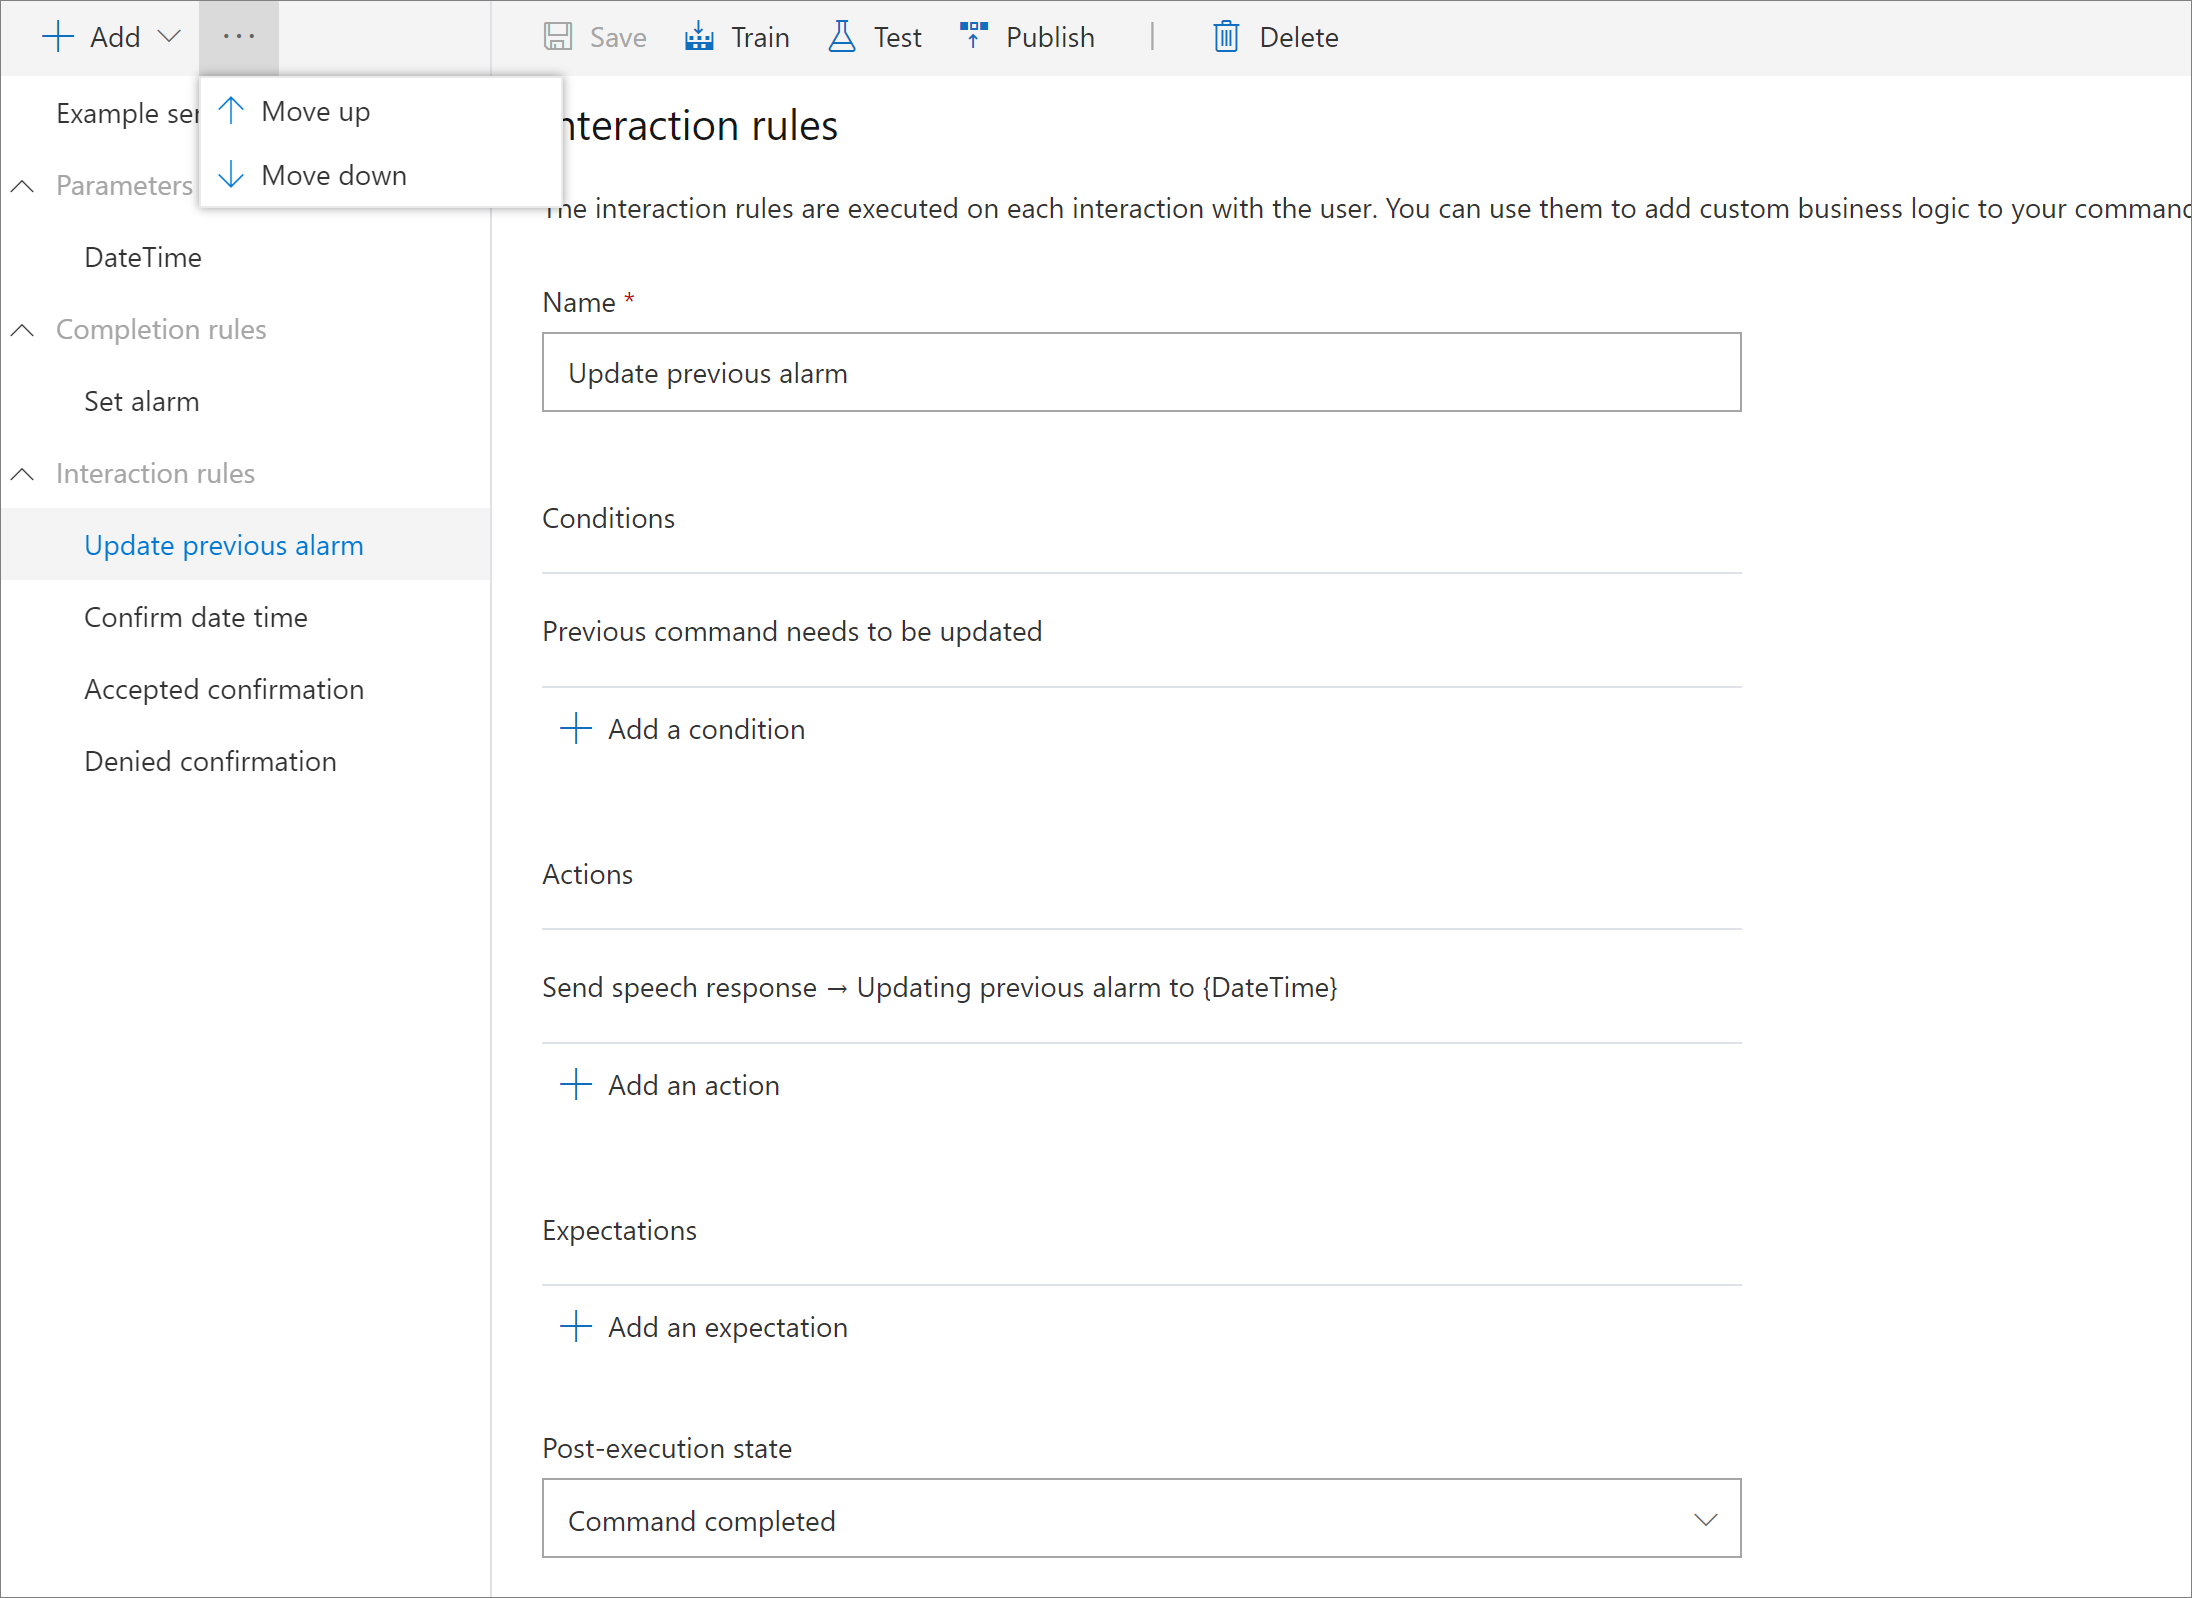 Add
...
Save
Train
Test
Publish
Delete
Move up
Move down
Example
Parameters
DateTime
Completion rules
Set alarm
Interaction rules
Update previous alarm
Confirm date time
Accepted confirmation
Denied confirmation
Interaction rules
The interaction rules are executed on each interaction with the user. You can use them to add custom business logic to your command
Name *
Update previous alarm
Conditions
Previous command needs to be updated
Add a condition
Actions
Send speech response → Updating previous alarm to {DateTime}
Add an action
Expectations
Add an expectation
Post-execution state
Command completed